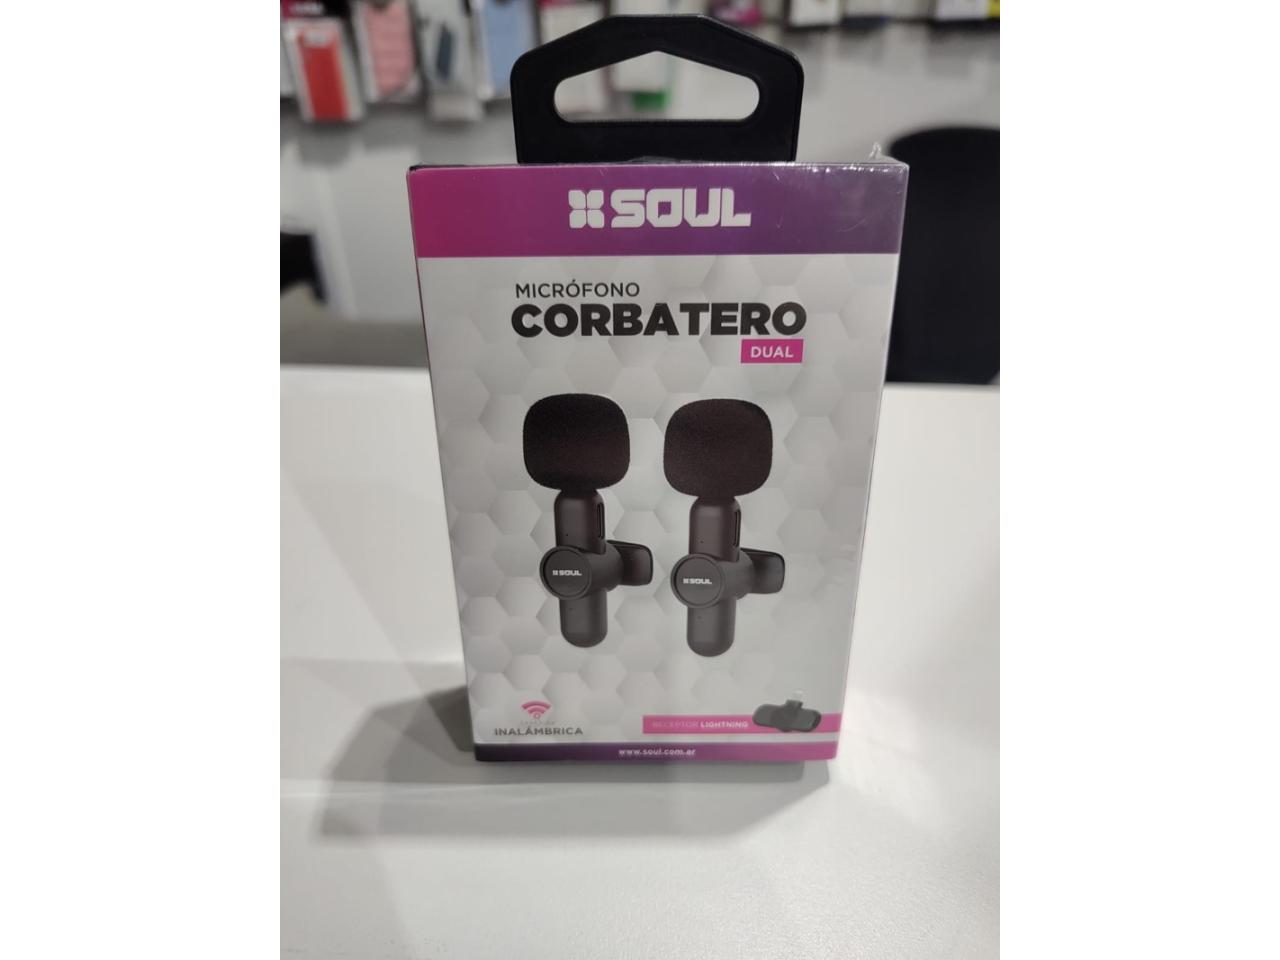 SOUL
MICRÓFONO
CORBATERO
DUAL
SOUL
SOUL
INALÁMBRICA
RECEPTOR LIGHTNING
www.soul.com.ar